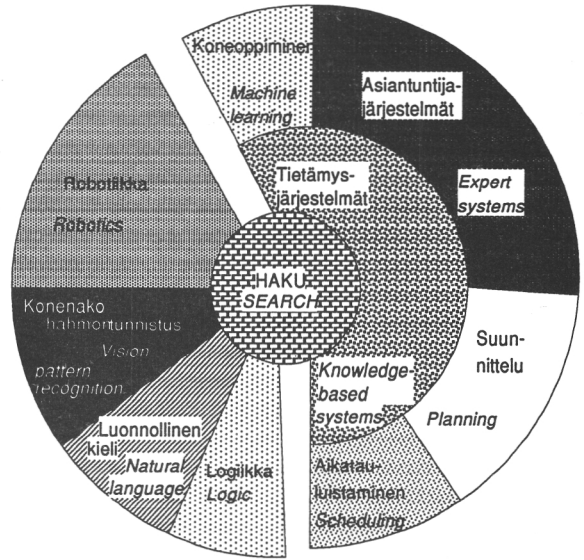 Koneoppiminen
Machine
learning
Asiantuntija-
järjestelmät
Expert
systems
Tietämys-
järjestelmät
Robotiikka
Robotics
HAKU
SEARCH
Konenako
hahmontunnistus
Vision
pattern
recognition
Suun-
nittelu
Planning
Knowledge-
based
systems
Luonnollinen
kieli
Natural
language
Logiikka
Logic
Aikatau-
luistaminen
Scheduling